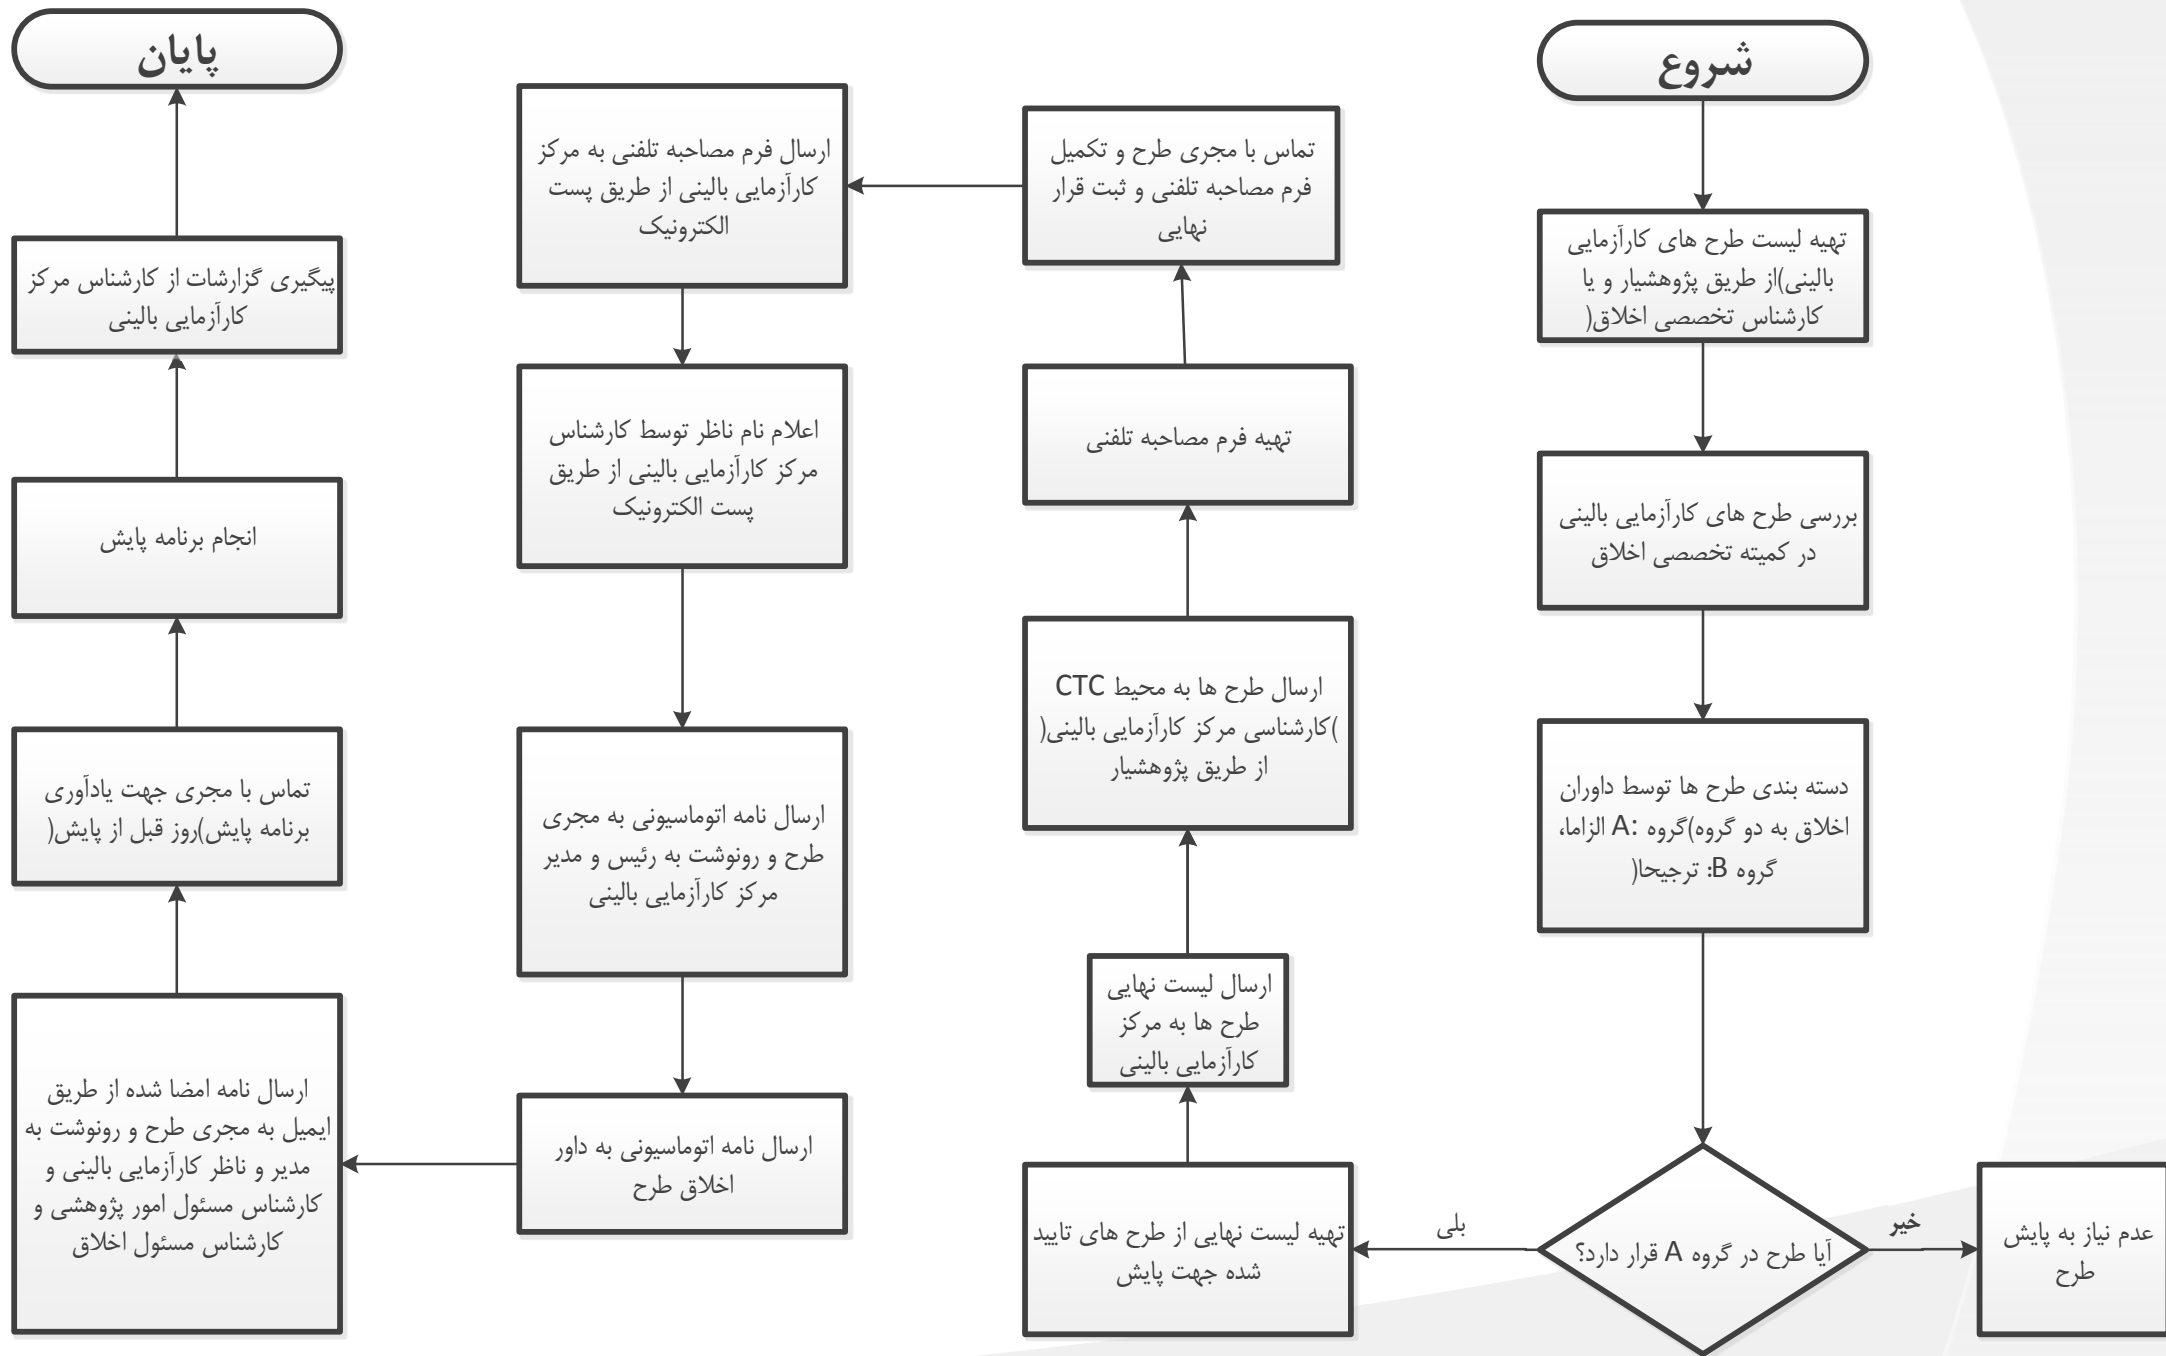 شروع
تهیه لیست طرح های کارآزمایی
بالینی)از طریق پژوهشیار و یا
کارشناس تخصصی اخلاق(
بررسی طرح های کارآزمایی بالینی
در کمیته تخصصی اخلاق
دسته بندی طرح ها توسط داوران
اخلاق به دو گروه)گروه A: الزاما،
گروه B: ترجیحا(
آیا طرح در گروه A قرار دارد؟
خیر
عدم نیاز به پایش
طرح
بلی
تهیه لیست نهایی از طرح های تایید
شده جهت پایش
ارسال لیست نهایی
طرح ها به مرکز
کارآزمایی بالینی
ارسال طرح ها به محیط CTC
)کارشناسی مرکز کارآزمایی بالینی(
از طریق پژوهشیار
تهیه فرم مصاحبه تلفنی
تماس با مجری طرح و تکمیل
فرم مصاحبه تلفنی و ثبت قرار
نهایی
ارسال فرم مصاحبه تلفنی به مرکز
کارآزمایی بالینی از طریق پست
الکترونیک
اعلام نام ناظر توسط کارشناس
مرکز کارآزمایی بالینی از طریق
پست الکترونیک
ارسال نامه اتوماسیونی به مجری
طرح و رونوشت به رئیس و مدیر
مرکز کارآزمایی بالینی
ارسال نامه اتوماسیونی به داور
اخلاق طرح
ارسال نامه امضا شده از طریق
ایمیل به مجری طرح و رونوشت به
مدیر و ناظر کارآزمایی بالینی و
کارشناس مسئول امور پژوهشی و
کارشناس مسئول اخلاق
تماس با مجری جهت یادآوری
برنامه پایش)روز قبل از پایش(
انجام برنامه پایش
پیگیری گزارشات از کارشناس مرکز
کارآزمایی بالینی
پایان